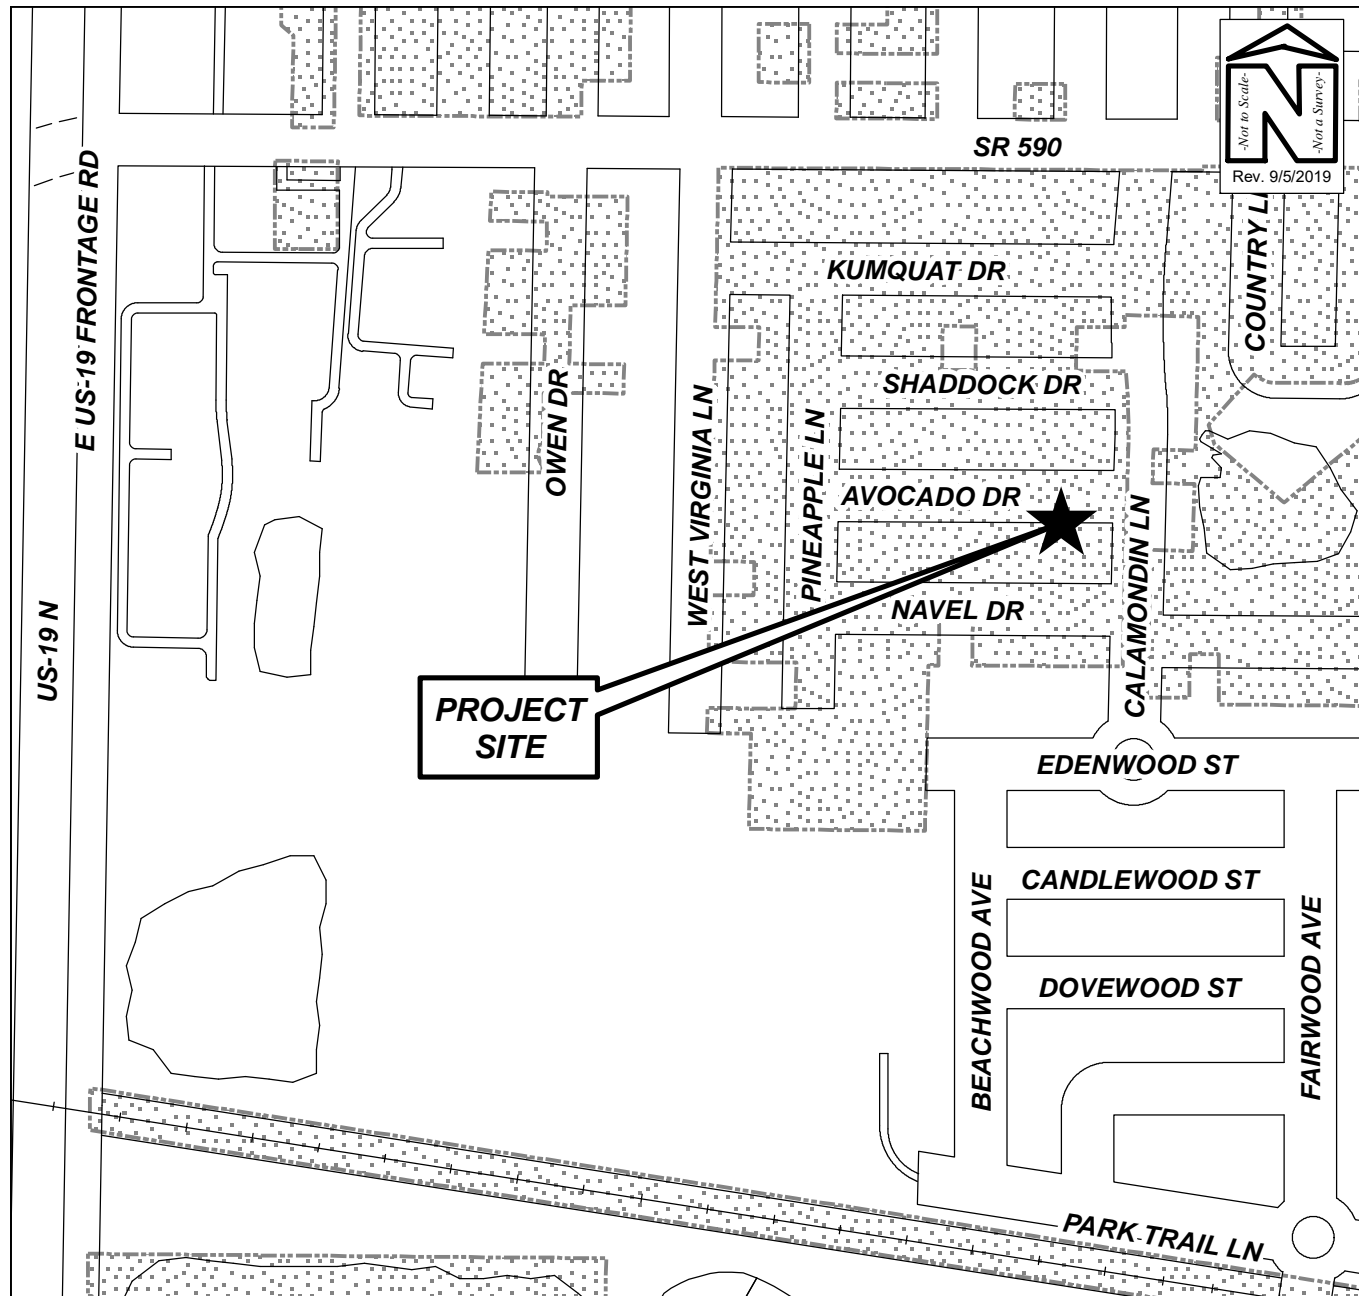 -Not to Scale-
-Not a Survey-
N
Rev. 9/5/2019
SR 590
E US-19 FRONTAGE RD
COUNTRY L
KUMQUAT DR
SHADDOCK DR
OWEN DR
WEST VIRGINIA LN
PINEAPPLE LN
AVOCADO DR
CALAMONDIN LN
NAVEL DR
US-19 N
PROJECT
SITE
EDENWOOD ST
CANDLEWOOD ST
BEACHWOOD AVE
FAIRWOOD AVE
DOVEWOOD ST
PARK TRAIL LN